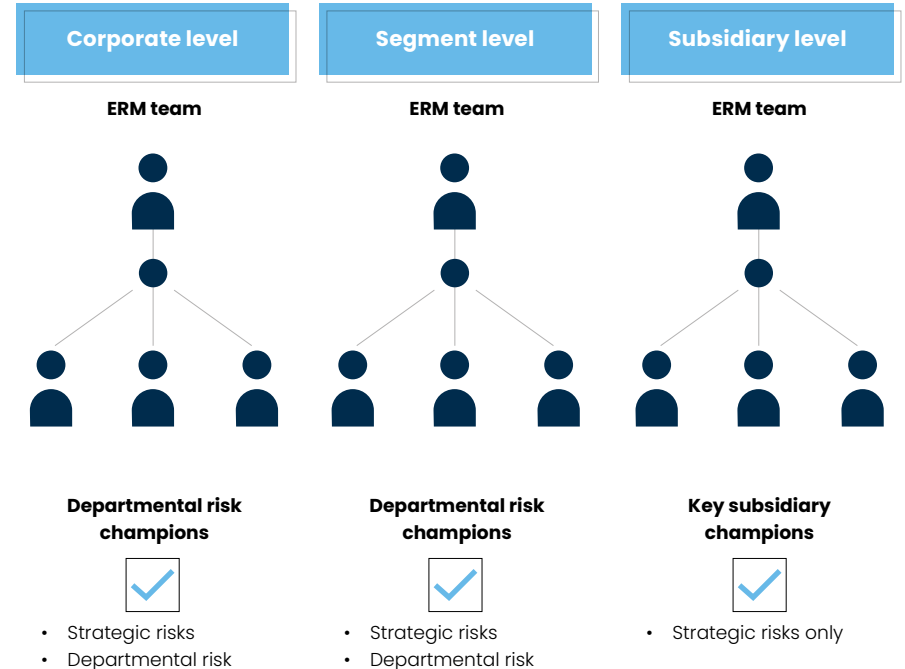 Corporate level
Segment level
Subsidiary level
ERM team
ERM team
ERM team
Departmental risk
champions
Departmental risk
champions
Key subsidiary
champions
• Strategic risks
• Departmental risk
• Strategic risks
• Departmental risk
• Strategic risks only